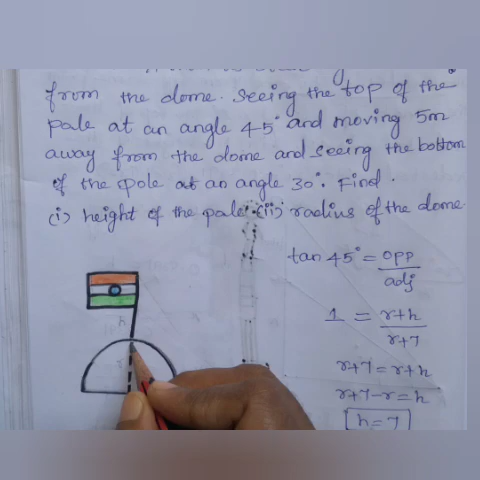 from the dome. Seeing the top of the
pale at an angle 45° and moving 5m
away from the dome and seeing the bottom
of the pole at an angle 30°. Find.
(i) height of the pale. (ii) radius of the dome.
tan 45° = opp
adj
1 = r+h
r+7
r+7 = r+h
r+7-r = h
h = 7
h
r